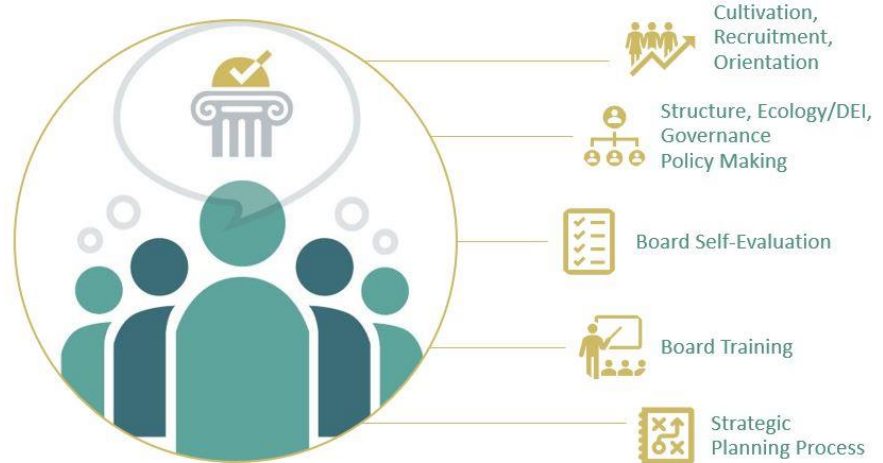 Cultivation,
Recruitment,
Orientation
Structure, Ecology/DEI,
Governance
Policy Making
Board Self-Evaluation
Board Training
Strategic
Planning Process